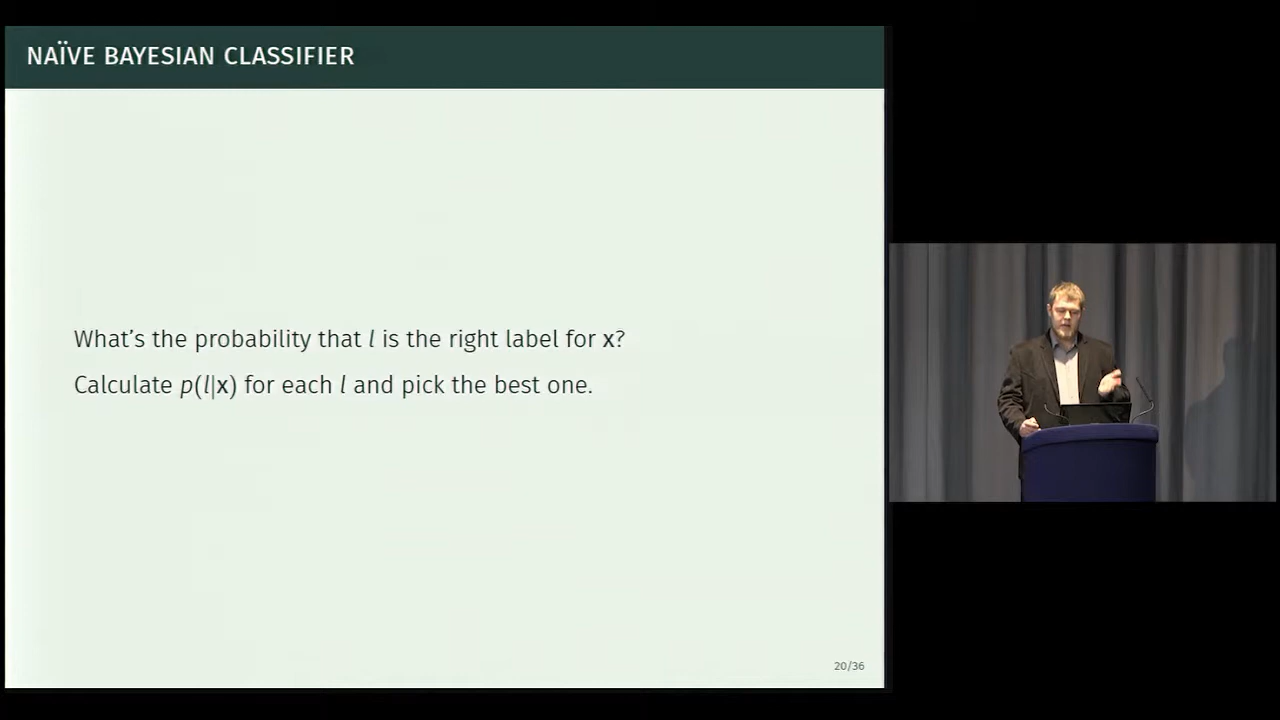 NAÏVE BAYESIAN CLASSIFIER
What's the probability that l is the right label for x?
Calculate p(l|x) for each l and pick the best one.
20/36